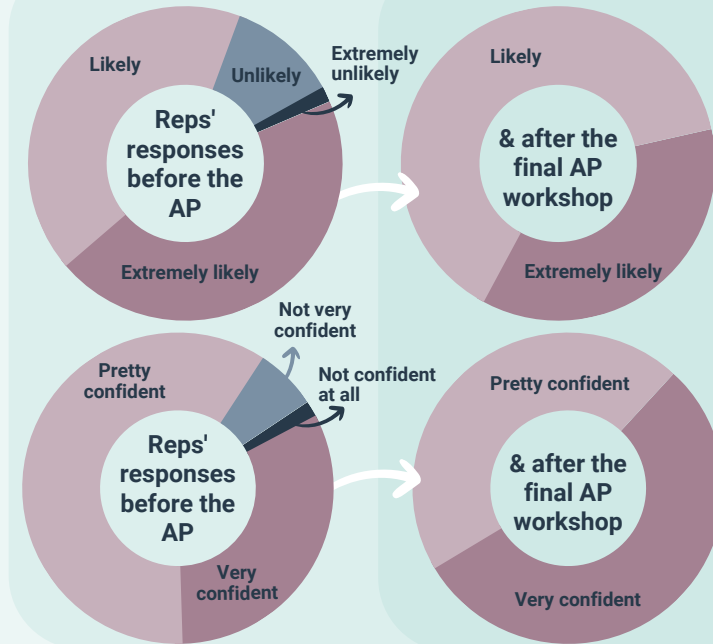 Likely
Unlikely
Extremely
unlikely
Reps'
responses
before the
AP
Extremely likely
Likely
& after the
final AP
workshop
Extremely likely
Not very
confident
Pretty
confident
Not confident
at all
Reps'
responses
before the
AP
Very
confident
Pretty confident
& after the
final AP
workshop
Very confident